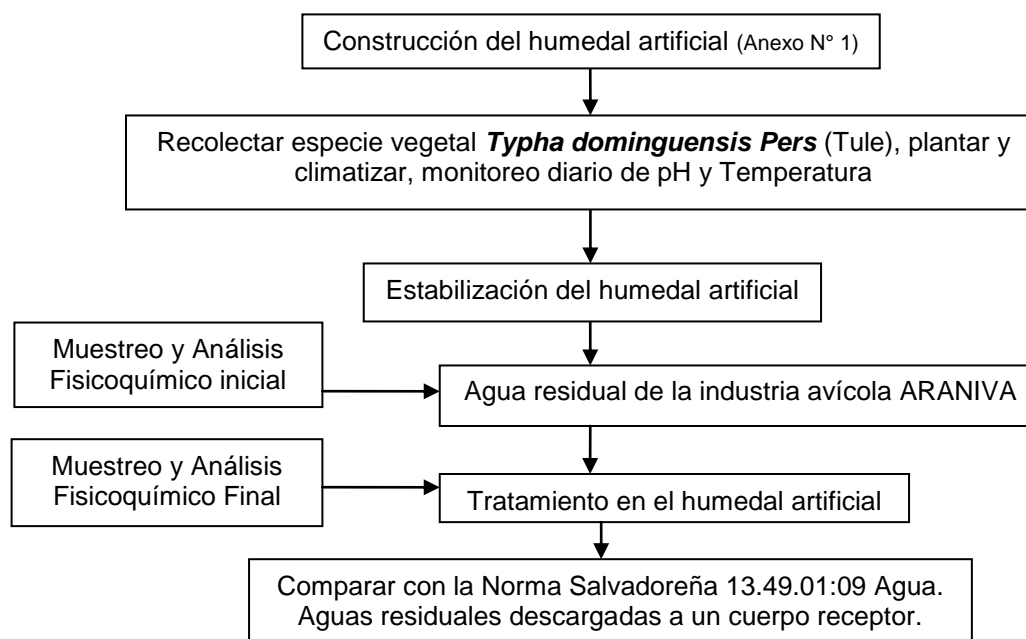 Construcción del humedal artificial (Anexo N° 1)
Recolectar especie vegetal Typha dominguensis Pers (Tule), plantar y
climatizar, monitoreo diario de pH y Temperatura
Estabilización del humedal artificial
Muestreo y Análisis
Fisicoquímico inicial
Agua residual de la industria avícola ARANIVA
Muestreo y Análisis
Fisicoquímico Final
Tratamiento en el humedal artificial
Comparar con la Norma Salvadoreña 13.49.01:09 Agua.
Aguas residuales descargadas a un cuerpo receptor.